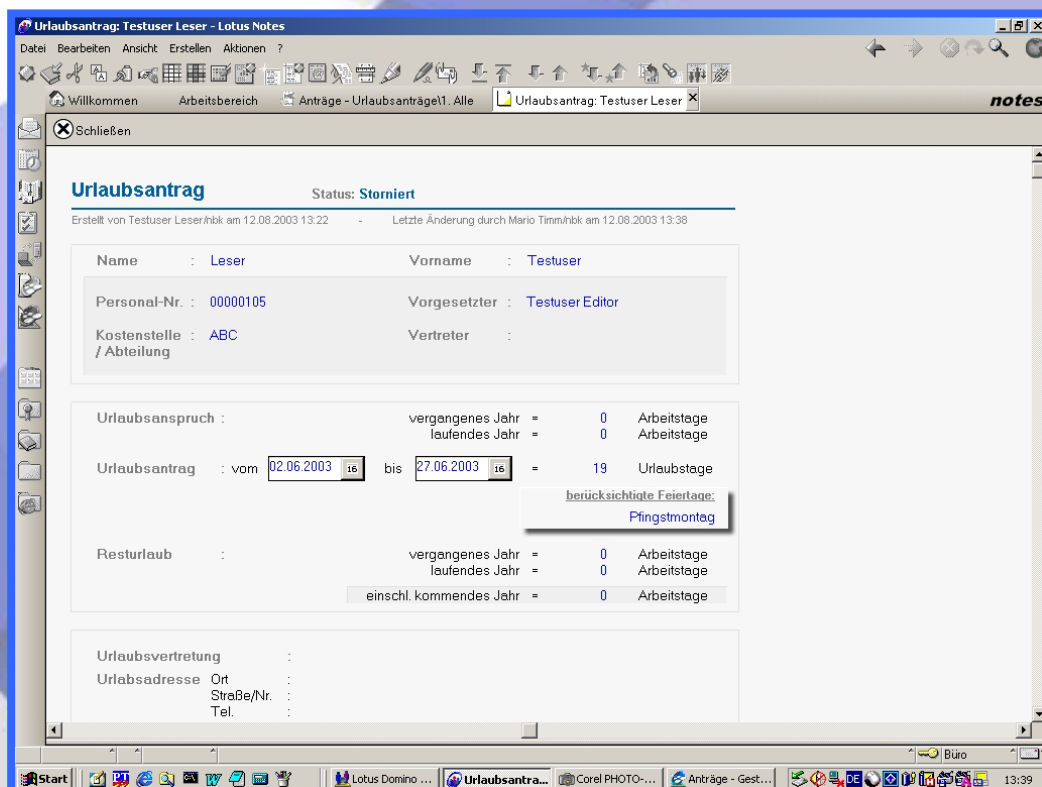 Urlaubsantrag: Testuser Leser - Lotus Notes
Datei Bearbeiten Ansicht Erstellen Aktionen ?
Willkommen Arbeitsbereich Anträge - Urlaubsanträge\1. Alle Urlaubsantrag: Testuser Leser notes
Schließen
Urlaubsantrag Status: Storniert
Erstellt von Testuser Leser/nbk am 12.08.2003 13:22 - Letzte Änderung durch Mario Timm/nbk am 12.08.2003 13:38
Name : Leser Vorname : Testuser
Personal-Nr. : 00000105 Vorgesetzter : Testuser Editor
Kostenstelle : ABC Vertreter :
/ Abteilung
Urlaubsanspruch : vergangenes Jahr = 0 Arbeitstage
laufendes Jahr = 0 Arbeitstage
Urlaubsantrag : vom 02.06.2003 16 bis 27.06.2003 16 = 19 Urlaubstage
berücksichtigte Feiertage:
Pfingstmontag
Resturlaub : vergangenes Jahr = 0 Arbeitstage
laufendes Jahr = 0 Arbeitstage
einschl. kommendes Jahr = 0 Arbeitstage
Urlaubsvertretung :
Urlabsadresse Ort :
Straße/Nr. :
Tel. :
Büro
Start Lotus Domino ... Urlaubsantra... Corel PHOTO-... Anträge - Gest... DE 13:39